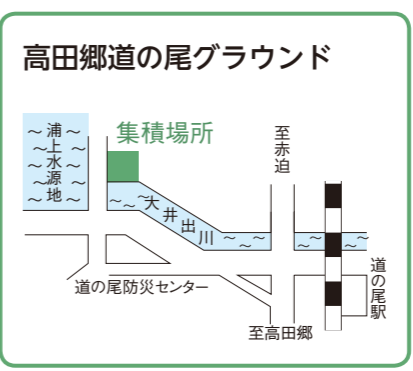 高田郷道の尾グラウンド
浦上水源地
集積場所
至赤迫
大井出川
道の尾防災センター
道の尾駅
至高田郷